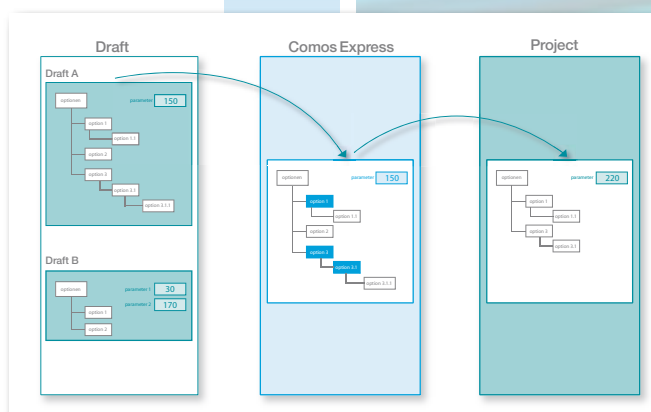 Draft
Comos Express
Project
Draft A
optionen
parameter 150
option 1
option 1.1
option 2
option 3
option 3.1
option 3.1.1
Draft B
optionen
parameter 1 30
parameter 2 170
option 1
option 2
optionen
parameter 150
option 1
option 1.1
option 2
option 3
option 3.1
option 3.1.1
optionen
parameter 220
option 1
option 1.1
option 3
option 3.1